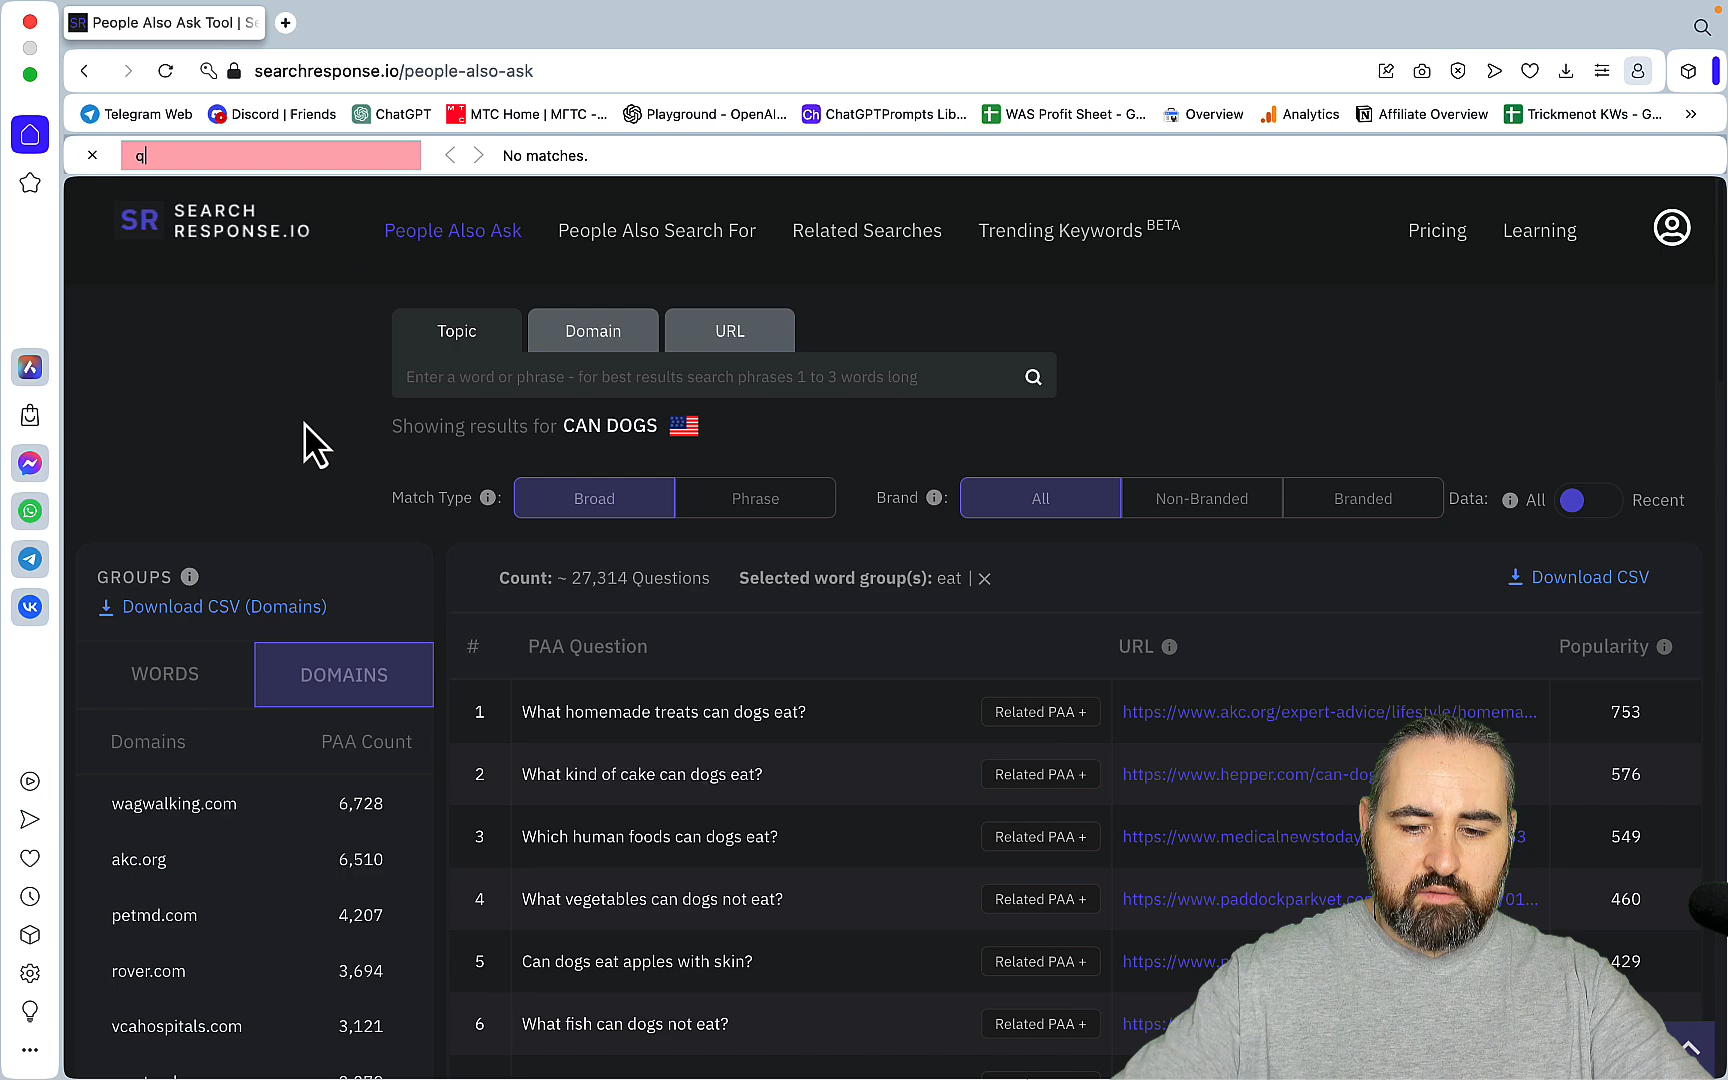 SR People Also Ask Tool | S
searchresponse.io/people-also-ask
Telegram Web
Discord | Friends
ChatGPT
МТС Home | МГТС -...
Playground - OpenAI...
Ch ChatGPTPrompts Lib...
WAS Profit Sheet - G...
Overview
Analytics
Affiliate Overview
Trickmenot KWs - G...
q
No matches.
SR SEARCH
RESPONSE.IO
People Also Ask
People Also Search For
Related Searches
Trending Keywords BETA
Pricing
Learning
Topic
Domain
URL
Enter a word or phrase - for best results search phrases 1 to 3 words long
Showing results for CAN DOGS
Match Type :
Broad
Phrase
Brand :
All
Non-Branded
Branded
Data:
All
Recent
GROUPS
Download CSV (Domains)
WORDS
DOMAINS
Domains PAA Count
wagwalking.com 6,728
akc.org 6,510
petmd.com 4,207
rover.com 3,694
vcahospitals.com 3,121
Count: ~ 27,314 Questions
Selected word group(s): eat |
Download CSV
# PAA Question URL Popularity
1 What homemade treats can dogs eat? Related PAA + https://www.akc.org/expert-advice/lifestyle/homema... 753
2 What kind of cake can dogs eat? Related PAA + https://www.hepper.com/can-dog 576
3 Which human foods can dogs eat? Related PAA + https://www.medicalnewstoday 549
4 What vegetables can dogs not eat? Related PAA + https://www.paddockparkvet.co 01... 460
5 Can dogs eat apples with skin? Related PAA + https://www. 429
6 What fish can dogs not eat? Related PAA + https:/